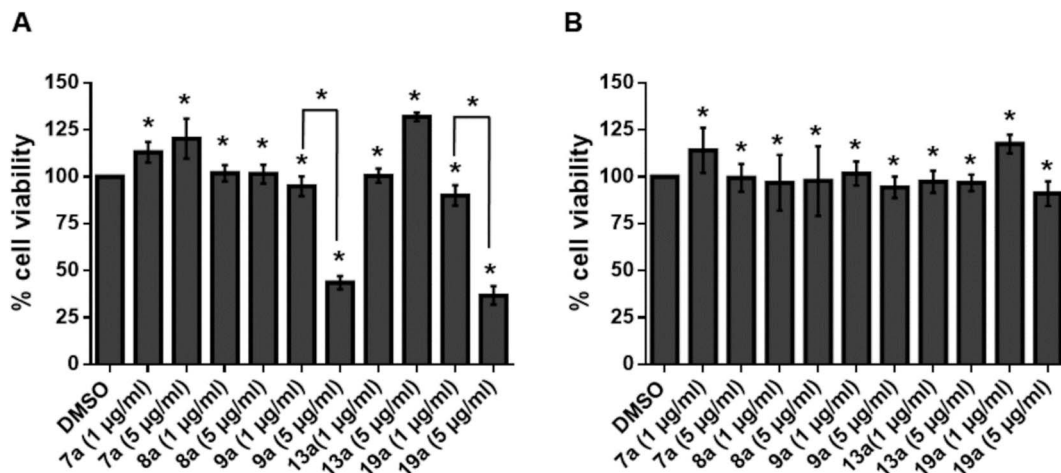 A
% cell viability
150
125
100
75
50
25
0
*
*
*
*
*
*
*
*
*
*
*
*
DMSO
7a (1 µg/ml)
7a (5 µg/ml)
8a (1 µg/ml)
8a (5 µg/ml)
9a (1 µg/ml)
9a (5 µg/ml)
13a(1 µg/ml)
13a (5 µg/ml)
19a (1 µg/ml)
19a (5 µg/ml)
B
% cell viability
150
125
100
75
50
25
0
*
*
*
*
*
*
*
*
*
*
DMSO
7a (1 µg/ml)
7a (5 µg/ml)
8a (1 µg/ml)
8a (5 µg/ml)
9a (1 µg/ml)
9a (5 µg/ml)
13a(1 µg/ml)
13a (5 µg/ml)
19a (1 µg/ml)
19a (5 µg/ml)